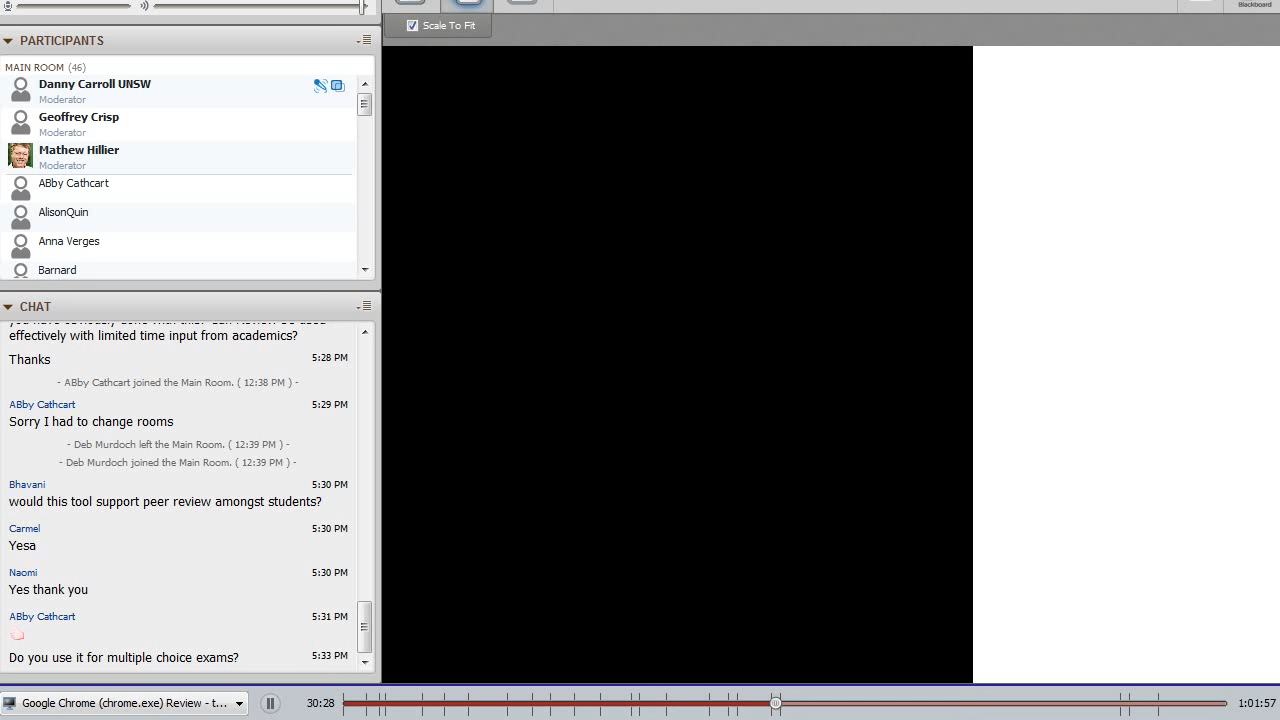 Blackboard
Scale To Fit
PARTICIPANTS
MAIN ROOM (46)
Danny Carroll UNSW
Moderator
Geoffrey Crisp
Moderator
Mathew Hillier
Moderator
ABby Cathcart
AlisonQuin
Anna Verges
Barnard
CHAT
effectively with limited time input from academics?
Thanks 5:28 PM
- ABby Cathcart joined the Main Room. ( 12:38 PM ) -
ABby Cathcart 5:29 PM
Sorry I had to change rooms
- Deb Murdoch left the Main Room. ( 12:39 PM ) -
- Deb Murdoch joined the Main Room. ( 12:39 PM ) -
Bhavani 5:30 PM
would this tool support peer review amongst students?
Carmel 5:30 PM
Yesa
Naomi 5:30 PM
Yes thank you
ABby Cathcart 5:31 PM
Do you use it for multiple choice exams? 5:33 PM
Google Chrome (chrome.exe) Review - t... 30:28 1:01:57